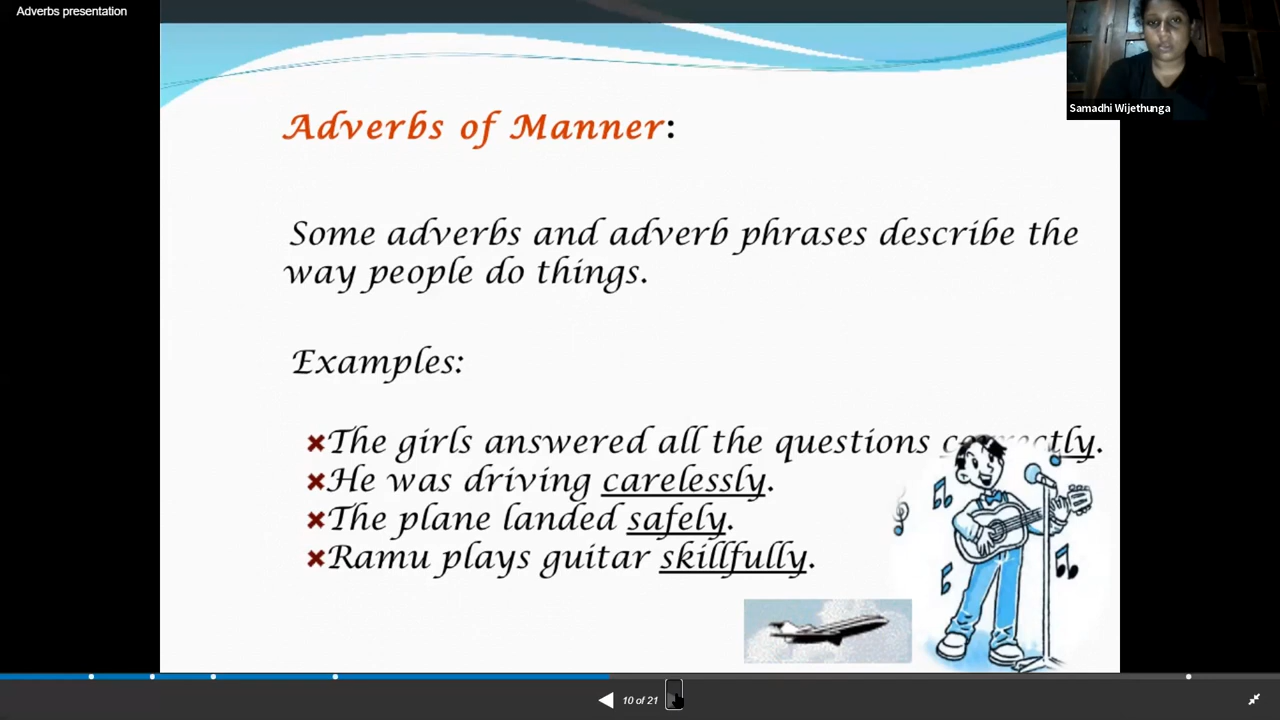 Adverbs presentation
Samadhi Wijethunga
Adverbs of Manner:
Some adverbs and adverb phrases describe the
way people do things.
Examples:
The girls answered all the questions correctly.
He was driving carelessly.
The plane landed safely.
Ramu plays guitar skillfully.
10 of 21